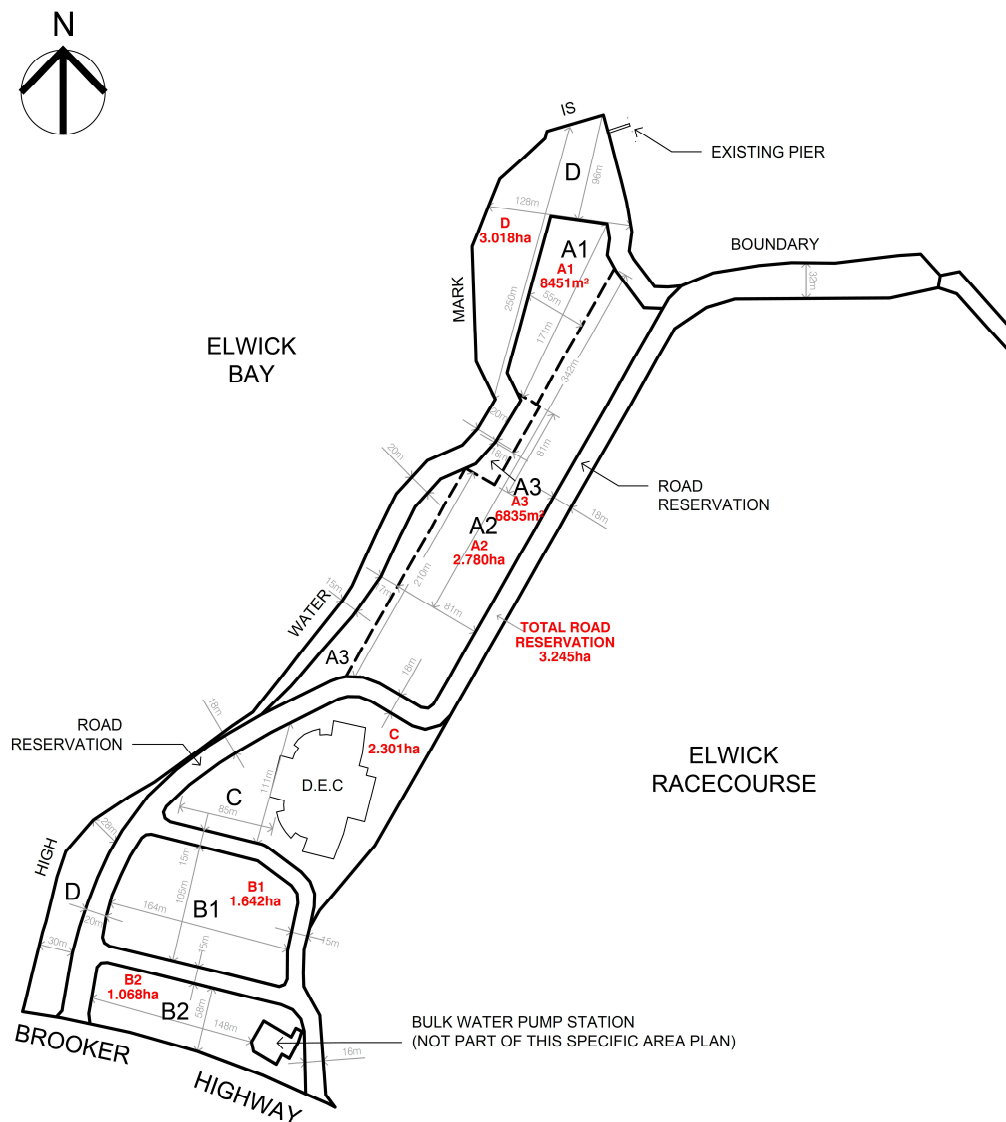 N
IS
EXISTING PIER
D
96m
128m
D
3.018ha
BOUNDARY
A1
A1
8451m²
32m
MARK
250m
55m
171m
342m
ELWICK
BAY
20m
18m
81m
20m
A3
A3
6835m²
ROAD
RESERVATION
18m
A2
A2
2.780ha
210m
15m
17m
81m
WATER
TOTAL ROAD
RESERVATION
3.245ha
A3
18m
18m
ROAD
RESERVATION
C
2.301ha
ELWICK
RACECOURSE
111m
D.E.C
C
85m
28m
HIGH
15m
105m
B1
1.642ha
D
B1
164m
20m
15m
30m
15m
B2
1.068ha
B2
58m
148m
BULK WATER PUMP STATION
(NOT PART OF THIS SPECIFIC AREA PLAN)
16m
BROOKER
HIGHWAY